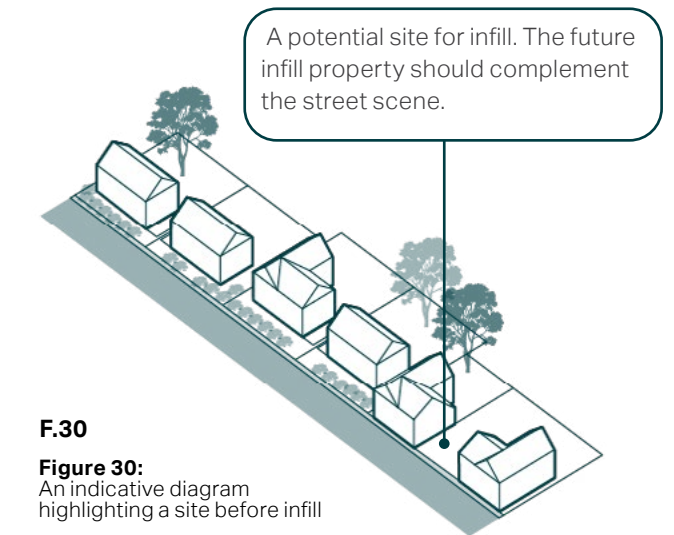 A potential site for infill. The future
infill property should complement
the street scene.
F.30
Figure 30:
An indicative diagram
highlighting a site before infill